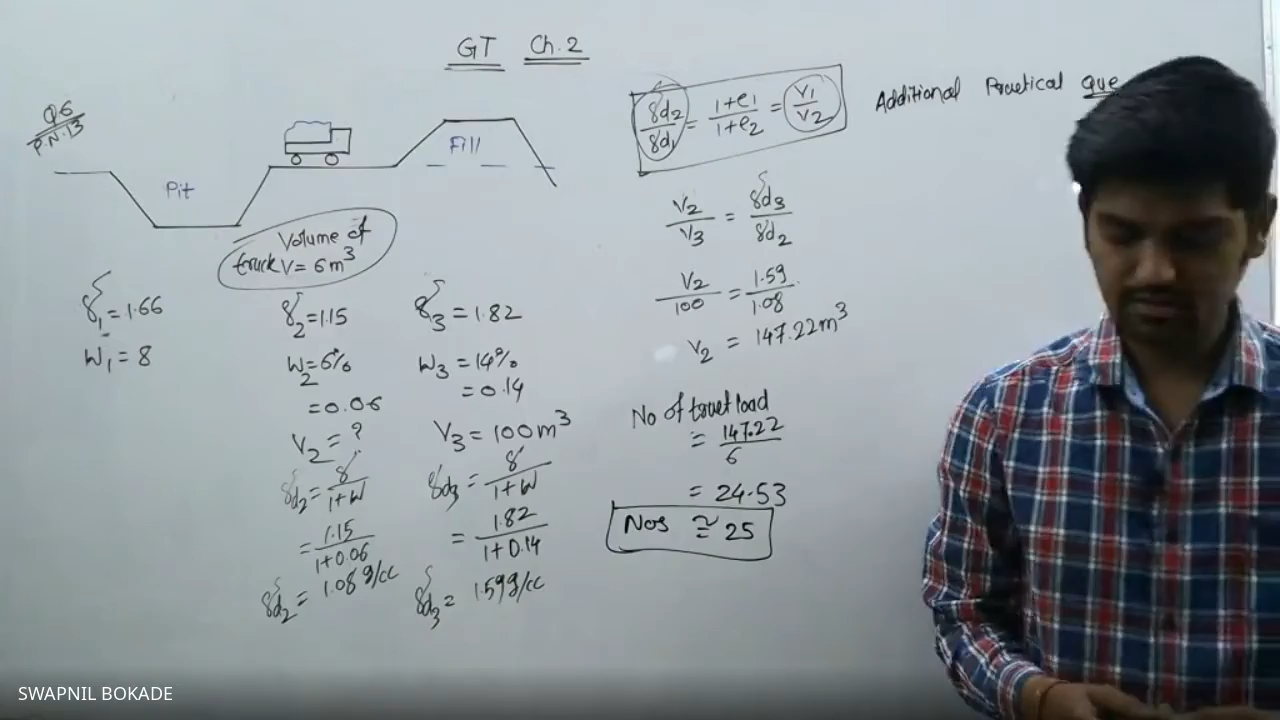 GT Ch.2
Q6
P.N.13
Pit
Fill
Volume of
truck V = 6m³
γ₁ = 1.66
W₁ = 8
γ₂ = 1.15
W₂ = 6%
= 0.06
V₂ = ?
γd₂ = γ / 1+W
= 1.15 / 1+0.06
γd₂ = 1.08 g/cc
γ₃ = 1.82
W₃ = 14%
= 0.14
V₃ = 100m³
γd₃ = γ / 1+W
= 1.82 / 1+0.14
γd₃ = 1.59g/cc
γd₂ / γd₁ = 1+e₁ / 1+e₂ = V₁ / V₂
V₂ / V₃ = γd₃ / γd₂
V₂ / 100 = 1.59 / 1.08
V₂ = 147.22m³
No of truct load
= 147.22 / 6
= 24.53
Nos ≅ 25
Additional Practical Que
SWAPNIL BOKADE